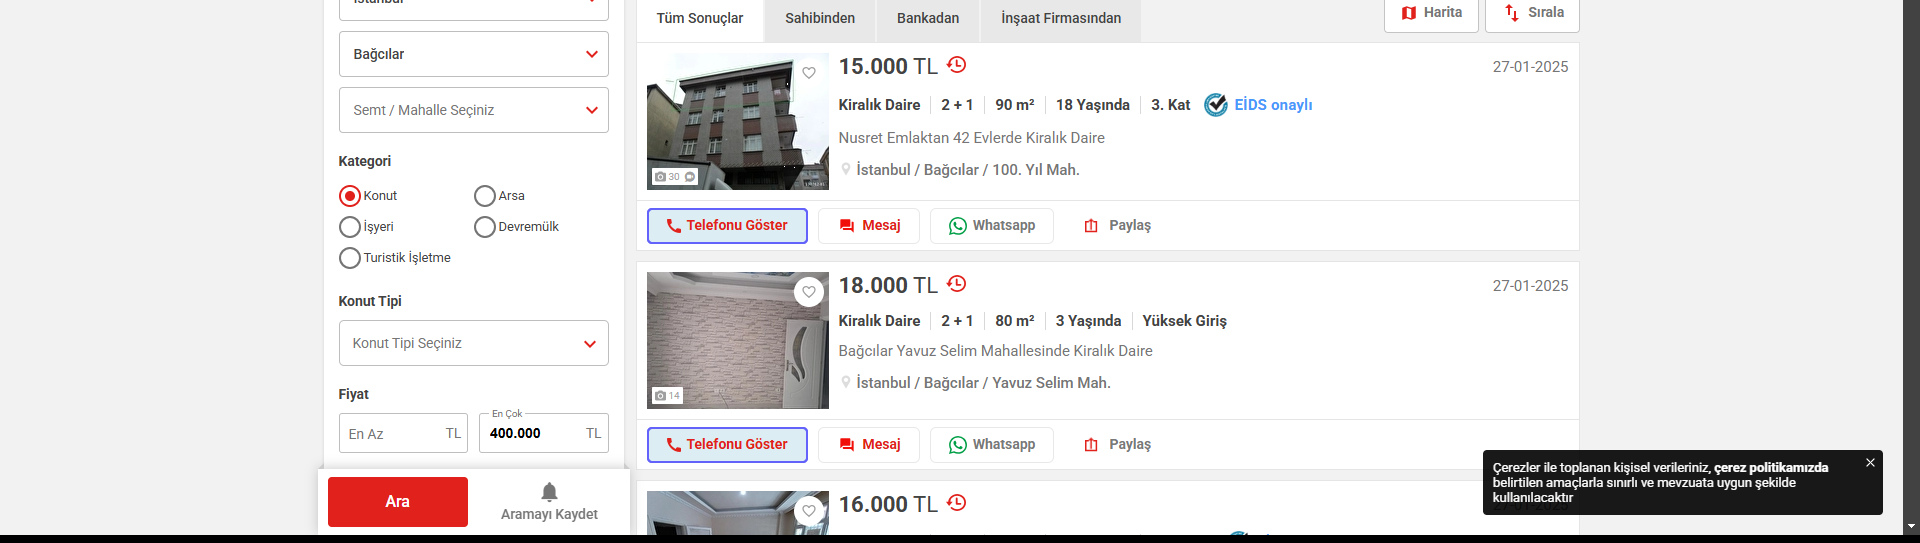 İstanbul
Bağcılar
Semt / Mahalle Seçiniz
Kategori
Konut
Arsa
İşyeri
Devremülk
Turistik İşletme
Konut Tipi
Konut Tipi Seçiniz
Fiyat
En Az TL
En Çok
400.000 TL
Ara
Aramayı Kaydet
Tüm Sonuçlar
Sahibinden
Bankadan
İnşaat Firmasından
Harita
Sırala
15.000 TL
27-01-2025
Kiralık Daire 2 + 1 90 m² 18 Yaşında 3. Kat EİDS onaylı
Nusret Emlaktan 42 Evlerde Kiralık Daire
İstanbul / Bağcılar / 100. Yıl Mah.
30
Telefonu Göster
Mesaj
Whatsapp
Paylaş
18.000 TL
27-01-2025
Kiralık Daire 2 + 1 80 m² 3 Yaşında Yüksek Giriş
Bağcılar Yavuz Selim Mahallesinde Kiralık Daire
İstanbul / Bağcılar / Yavuz Selim Mah.
14
Telefonu Göster
Mesaj
Whatsapp
Paylaş
16.000 TL
Çerezler ile toplanan kişisel verileriniz, çerez politikamızda
belirtilen amaçlarla sınırlı ve mevzuata uygun şekilde
kullanılacaktır